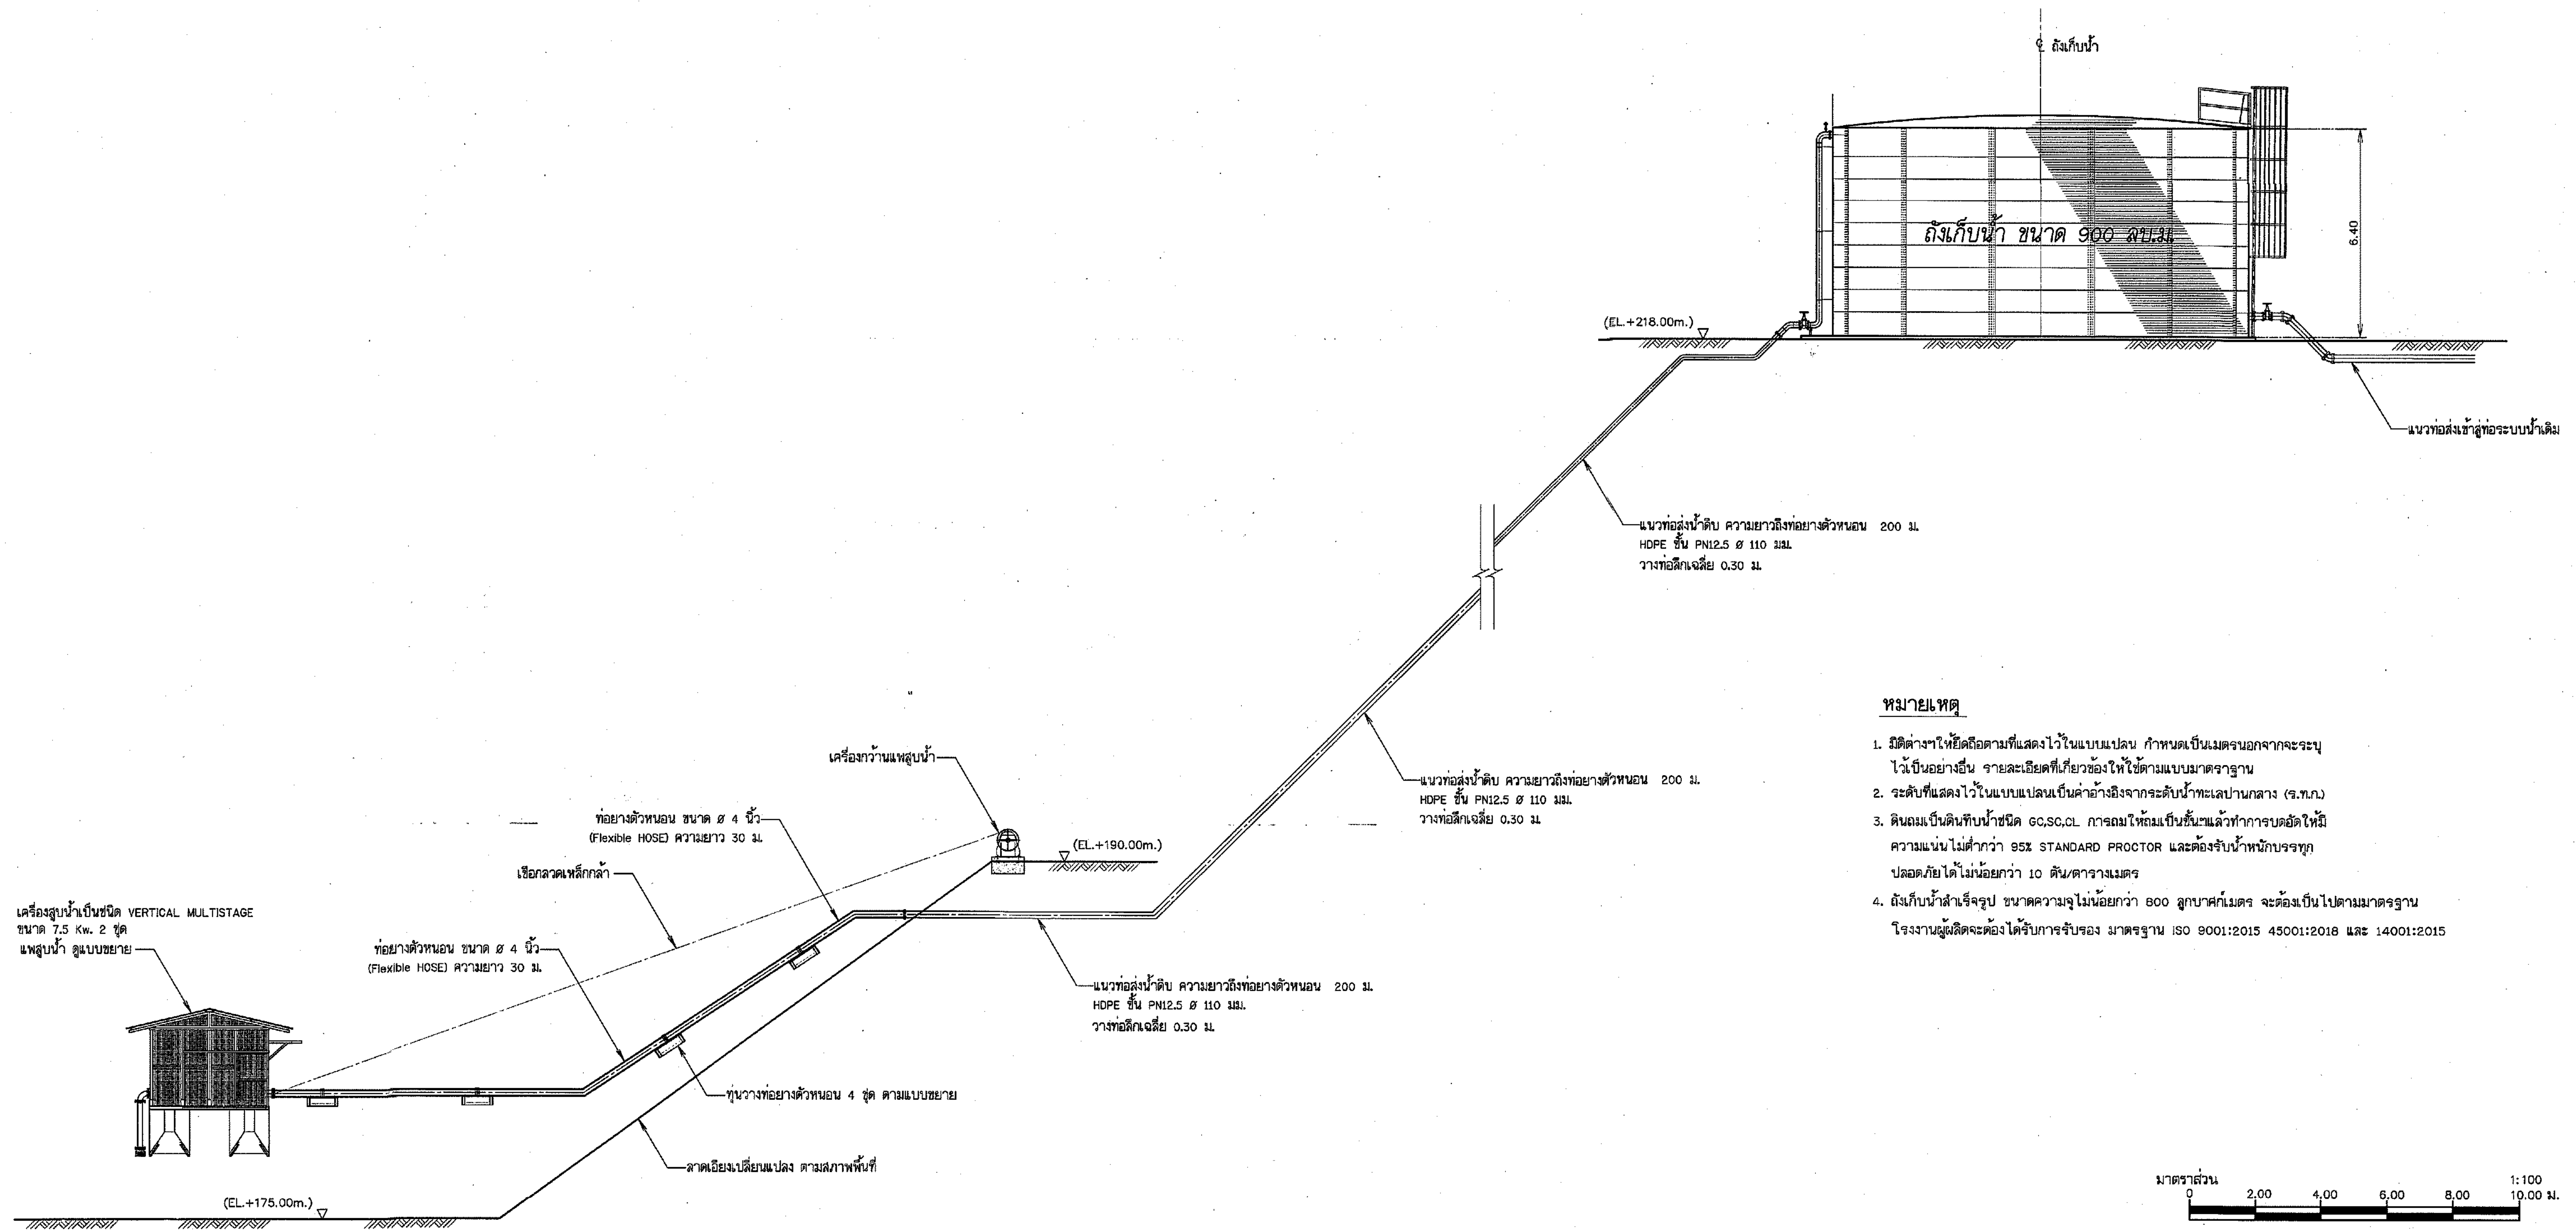 ℄ ถังเก็บน้ำ
ถังเก็บน้ำ ขนาด 900 ลบ.ม.
6.40
(EL.+218.00m.)
แนวท่อส่งเข้าสู่ท่อระบบน้ำเดิม
แนวท่อส่งน้ำดิบ ความยาวถึงท่อยางตัวหนอน 200 ม.
HDPE ชั้น PN12.5 Ø 110 มม.
วางท่อลึกเฉลี่ย 0.30 ม.
แนวท่อส่งน้ำดิบ ความยาวถึงท่อยางตัวหนอน 200 ม.
HDPE ชั้น PN12.5 Ø 110 มม.
วางท่อลึกเฉลี่ย 0.30 ม.
เครื่องกว้านแพสูบน้ำ
(EL.+190.00m.)
ท่อยางตัวหนอน ขนาด Ø 4 นิ้ว
(Flexible HOSE) ความยาว 30 ม.
เชือกลวดเหล็กกล้า
เครื่องสูบน้ำเป็นชนิด VERTICAL MULTISTAGE
ขนาด 7.5 Kw. 2 ชุด
แพสูบน้ำ ดูแบบขยาย
ท่อยางตัวหนอน ขนาด Ø 4 นิ้ว
(Flexible HOSE) ความยาว 30 ม.
แนวท่อส่งน้ำดิบ ความยาวถึงท่อยางตัวหนอน 200 ม.
HDPE ชั้น PN12.5 Ø 110 มม.
วางท่อลึกเฉลี่ย 0.30 ม.
ทุ่นวางท่อยางตัวหนอน 4 ชุด ตามแบบขยาย
ลาดเอียงเปลี่ยนแปลง ตามสภาพพื้นที่
(EL.+175.00m.)
หมายเหตุ
1. มิติต่างๆให้ยึดถือตามที่แสดงไว้ในแบบแปลน กำหนดเป็นเมตรนอกจากจะระบุ
ไว้เป็นอย่างอื่น รายละเอียดที่เกี่ยวข้องให้ใช้ตามแบบมาตราฐาน
2. ระดับที่แสดงไว้ในแบบแปลนเป็นค่าอ้างอิงจากระดับน้ำทะเลปานกลาง (ร.ท.ก.)
3. ดินถมเป็นดินทึบน้ำชนิด GC,SC,CL การถมให้ถมเป็นชั้นๆแล้วทำการบดอัดให้มี
ความแน่นไม่ต่ำกว่า 95% STANDARD PROCTOR และต้องรับน้ำหนักบรรทุก
ปลอดภัยได้ไม่น้อยกว่า 10 ตัน/ตารางเมตร
4. ถังเก็บน้ำสำเร็จรูป ขนาดความจุไม่น้อยกว่า 800 ลูกบาศก์เมตร จะต้องเป็นไปตามมาตรฐาน
โรงงานผู้ผลิตจะต้องได้รับการรับรอง มาตรฐาน ISO 9001:2015 45001:2018 และ 14001:2015
มาตราส่วน 1:100
0 2.00 4.00 6.00 8.00 10.00 ม.